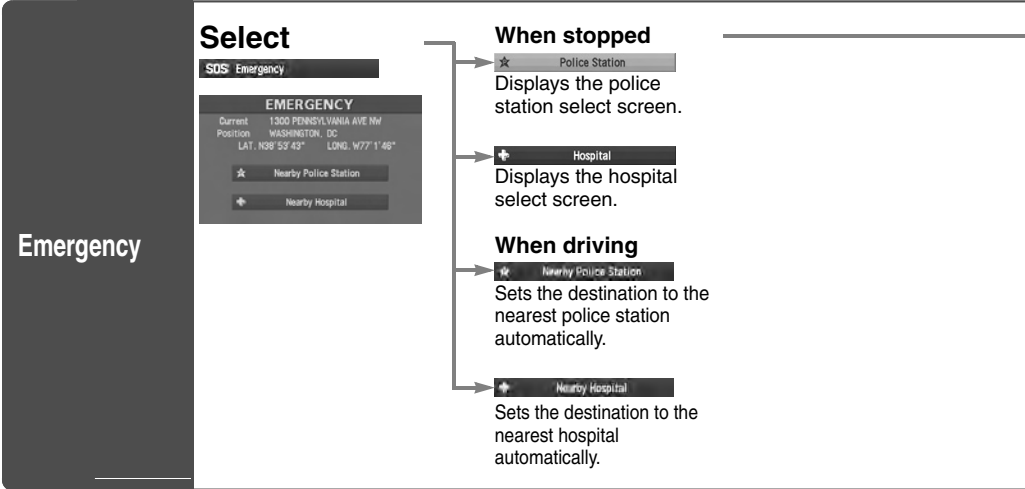 Emergency
Select
SOS Emergency
EMERGENCY
Current 1300 PENNSYLVANIA AVE NW
Position WASHINGTON, DC
LAT. N38°53'43" LONG. W77°1'46"
Nearby Police Station
Nearby Hospital
When stopped
Police Station
Displays the police
station select screen.
Hospital
Displays the hospital
select screen.
When driving
Nearby Police Station
Sets the destination to the
nearest police station
automatically.
Nearby Hospital
Sets the destination to the
nearest hospital
automatically.